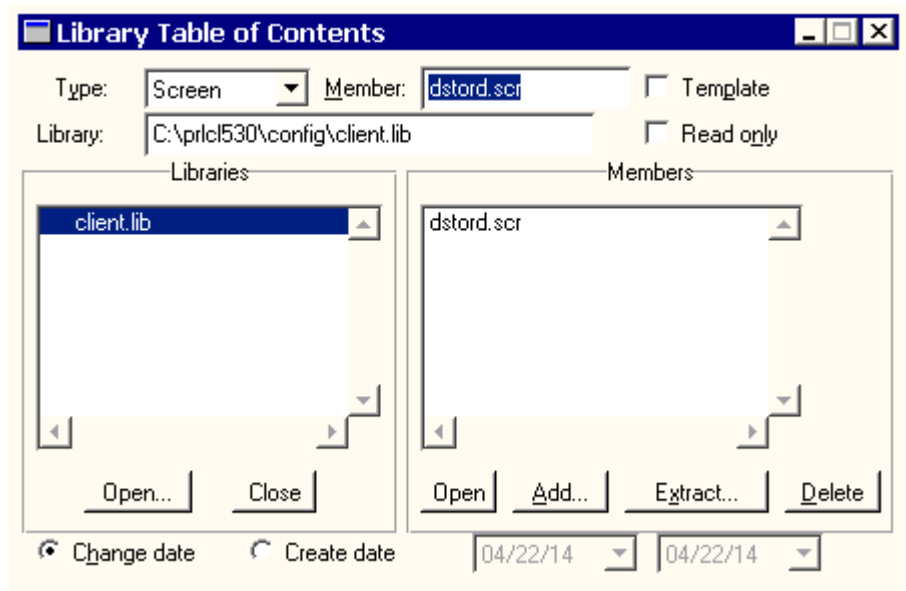 Library Table of Contents
Type: Screen Member: dstord.scr Template
Library: C:\prlcl530\config\client.lib Read only
Libraries Members
client.lib dstord.scr
Open... Close Open Add... Extract... Delete
Change date Create date 04/22/14 04/22/14